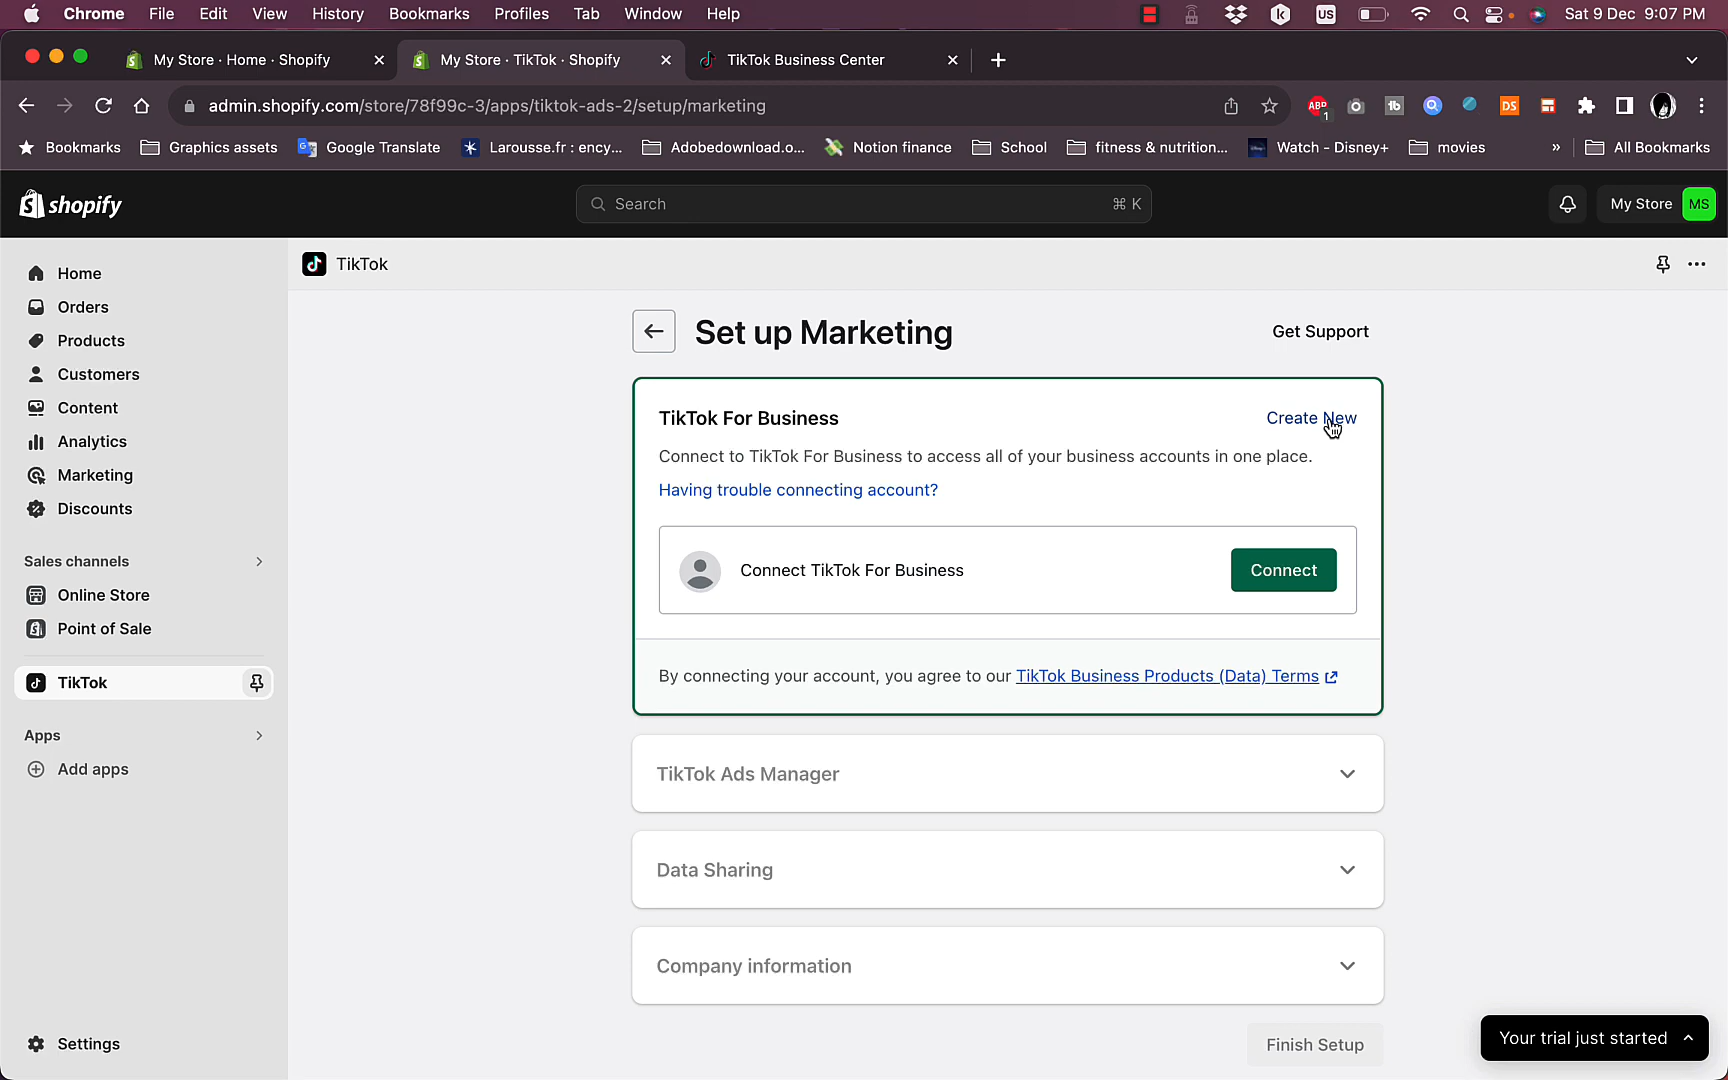 Chrome File Edit View History Bookmarks Profiles Tab Window Help US Sat 9 Dec 9:07 PM
My Store · Home · Shopify My Store · TikTok · Shopify TikTok Business Center
admin.shopify.com/store/78f99c-3/apps/tiktok-ads-2/setup/marketing ABP 1 tb DS
Bookmarks Graphics assets Google Translate Larousse.fr : ency... Adobedownload.o... Notion finance School fitness & nutrition... Watch - Disney+ movies » All Bookmarks
shopify Search ⌘ K My Store MS
TikTok
Home
Orders
Products
Customers
Content
Analytics
Marketing
Discounts
Sales channels
Online Store
Point of Sale
TikTok
Apps
Add apps
Settings
Set up Marketing Get Support
TikTok For Business Create New
Connect to TikTok For Business to access all of your business accounts in one place.
Having trouble connecting account?
Connect TikTok For Business Connect
By connecting your account, you agree to our TikTok Business Products (Data) Terms
TikTok Ads Manager
Data Sharing
Company information
Finish Setup
Your trial just started